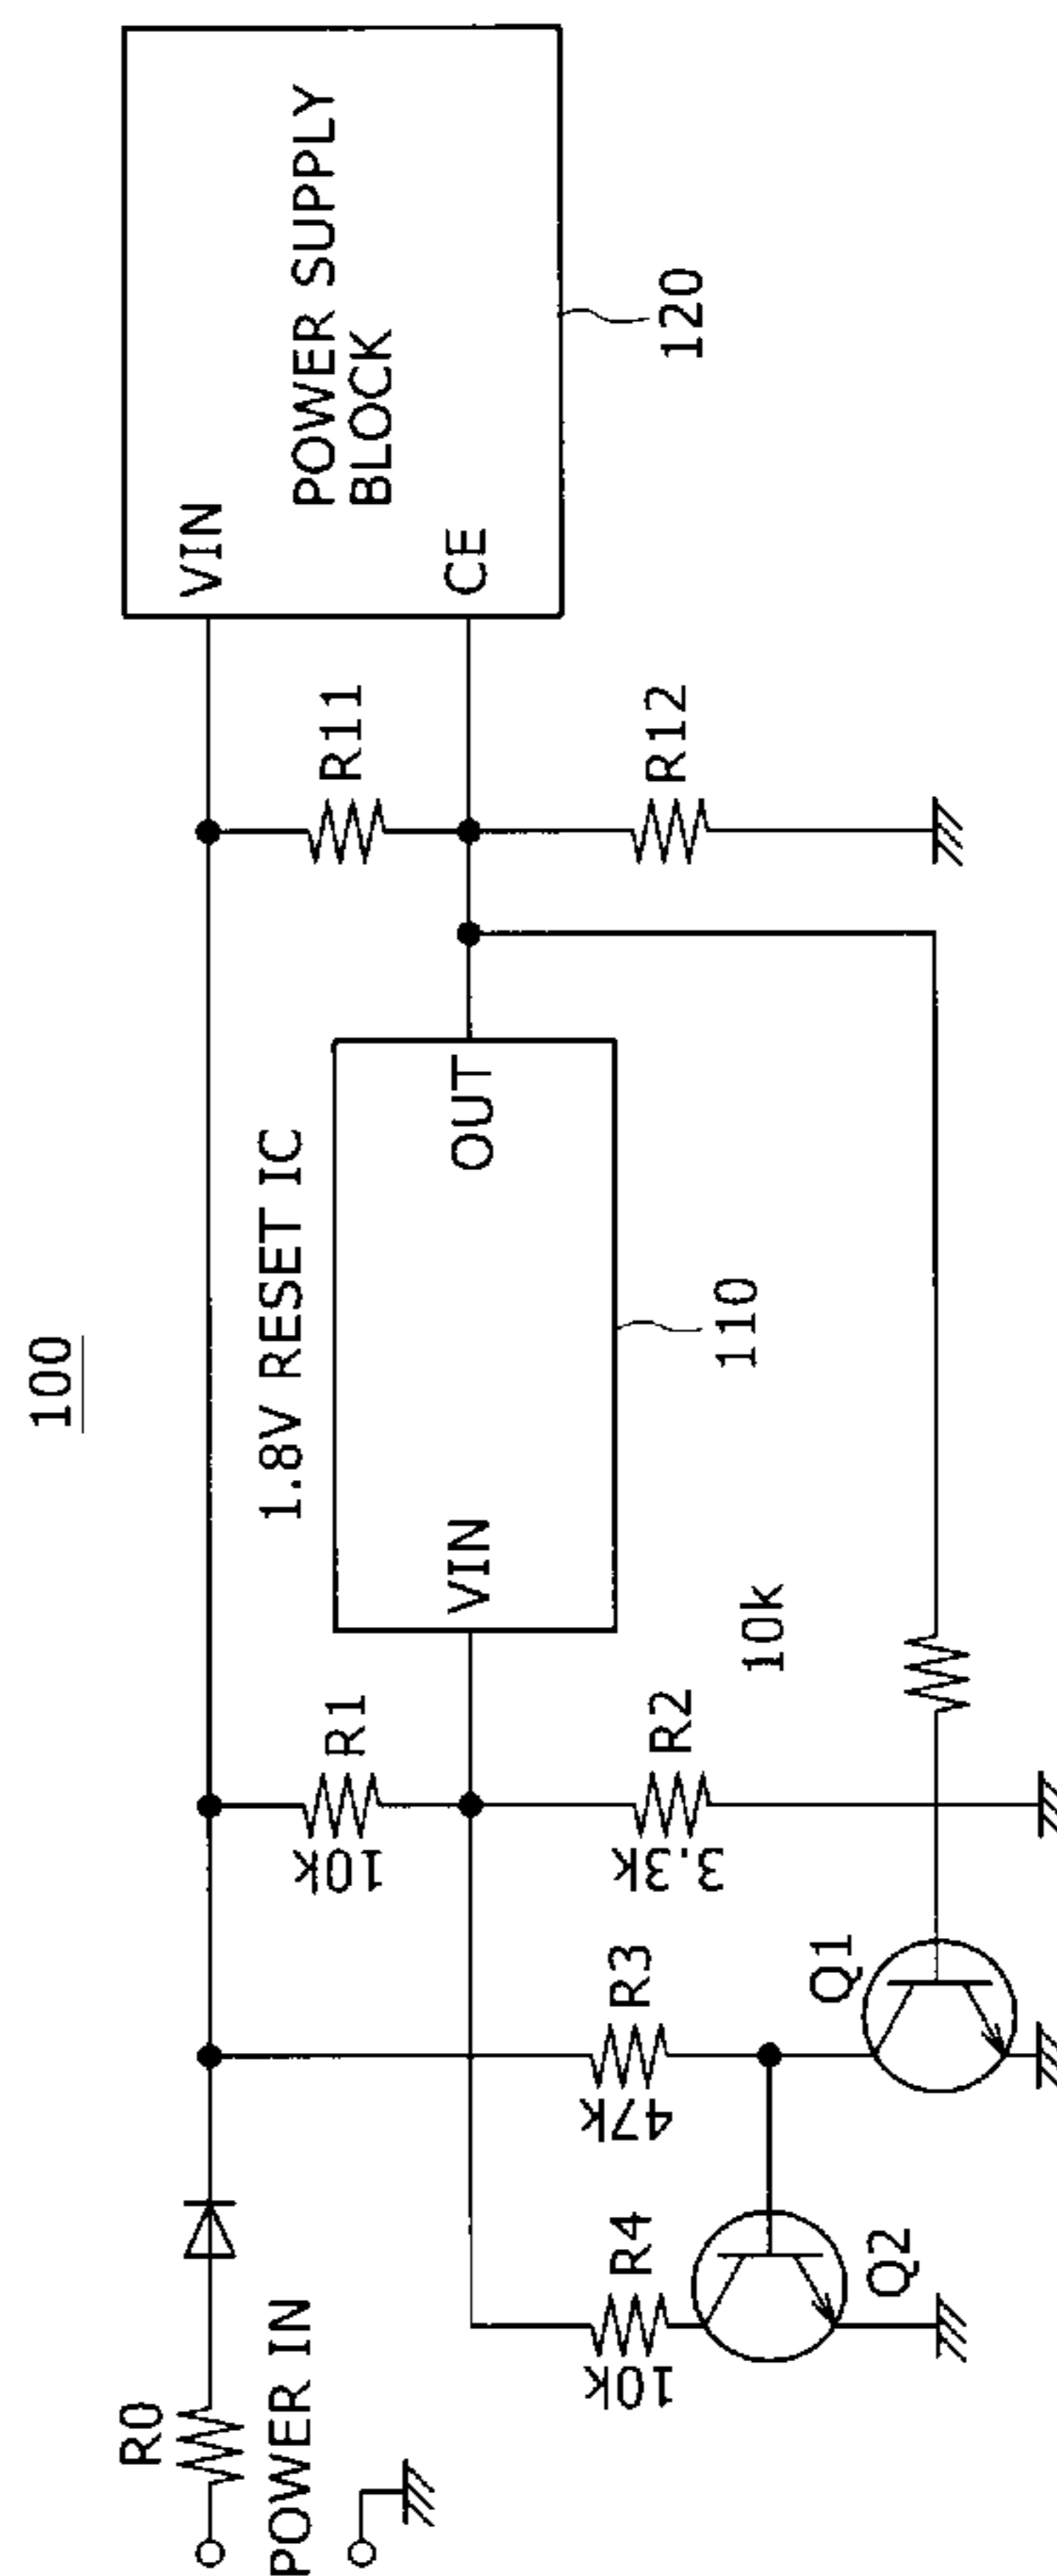 100
R0
POWER IN
R4
10k
Q2
R3
47k
Q1
R1
10k
R2
3.3k
10k
1.8V RESET IC
VIN
OUT
110
R11
R12
VIN
CE
POWER SUPPLY
BLOCK
120